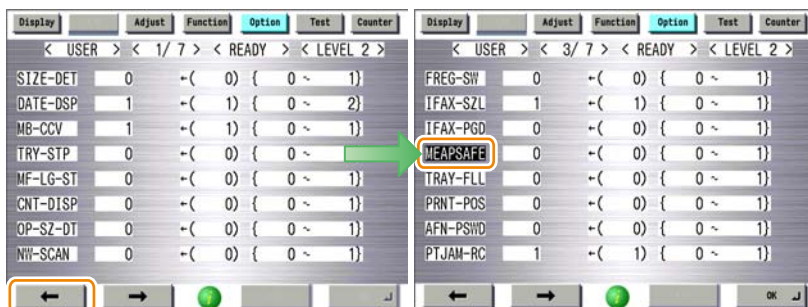 Display Adjust Function Option Test Counter
< USER > < 1/ 7 > < READY > < LEVEL 2 >
SIZE-DET 0 ←( 0) { 0 ~ 1}
DATE-DSP 1 ←( 1) { 0 ~ 2}
MB-CCV 1 ←( 1) { 0 ~ 1}
TRY-STP 0 ←( 0) { 0 ~
MF-LG-ST 0 ←( 0) { 0 ~ 1}
CNT-DISP 0 ←( 0) { 0 ~ 1}
OP-SZ-DT 0 ←( 0) { 0 ~ 1}
NW-SCAN 0 ←( 0) { 0 ~ 1}
Display Adjust Function Option Test Counter
< USER > < 3/ 7 > < READY > < LEVEL 2 >
FREG-SW 0 ←( 0) { 0 ~ 1}
IFAX-SZL 1 ←( 1) { 0 ~ 1}
IFAX-PGD 0 ←( 0) { 0 ~ 1}
MEAPSAFE 0 ←( 0) { 0 ~ 1}
TRAY-FLL 0 ←( 0) { 0 ~ 1}
PRNT-POS 0 ←( 0) { 0 ~ 1}
AFN-PSWD 0 ←( 0) { 0 ~ 1}
PTJAM-RC 1 ←( 1) { 0 ~ 1}
← → i
← → i OK